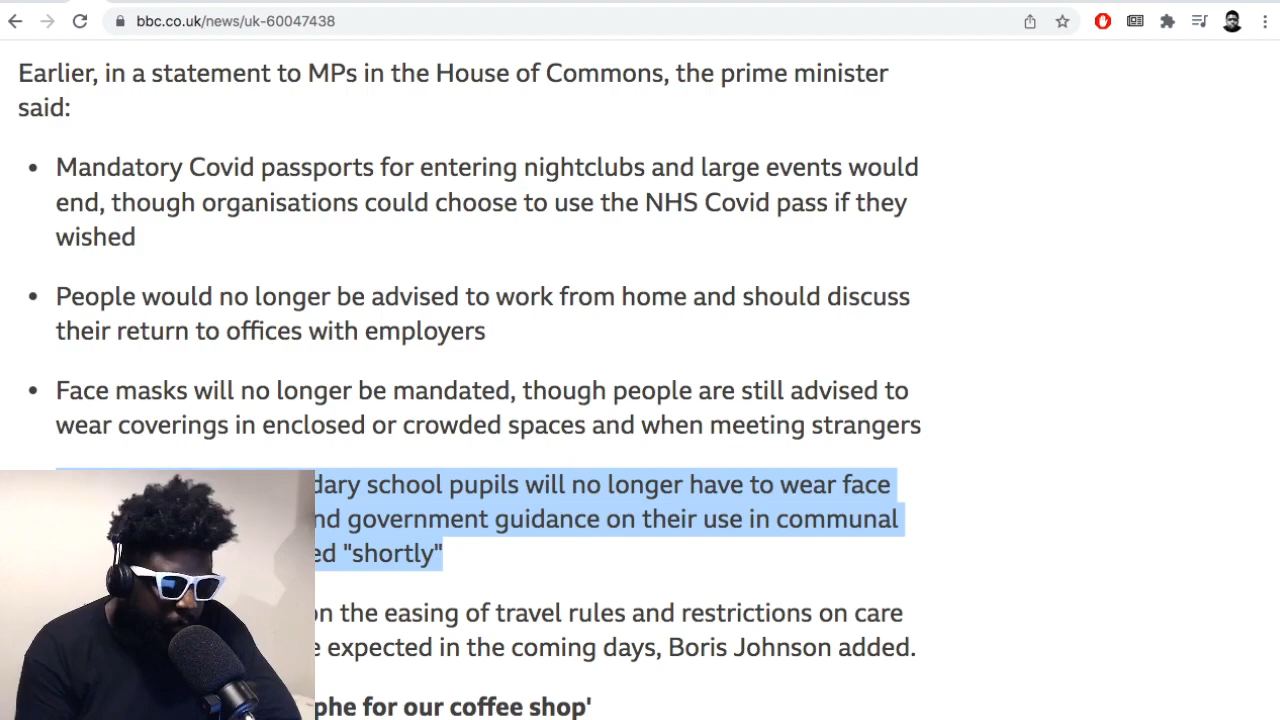 bbc.co.uk/news/uk-60047438
Earlier, in a statement to MPs in the House of Commons, the prime minister
said:
• Mandatory Covid passports for entering nightclubs and large events would
end, though organisations could choose to use the NHS Covid pass if they
wished
• People would no longer be advised to work from home and should discuss
their return to offices with employers
• Face masks will no longer be mandated, though people are still advised to
wear coverings in enclosed or crowded spaces and when meeting strangers
school pupils will no longer have to wear face
government guidance on their use in communal
"shortly"
on the easing of travel rules and restrictions on care
expected in the coming days, Boris Johnson added.
for our coffee shop'